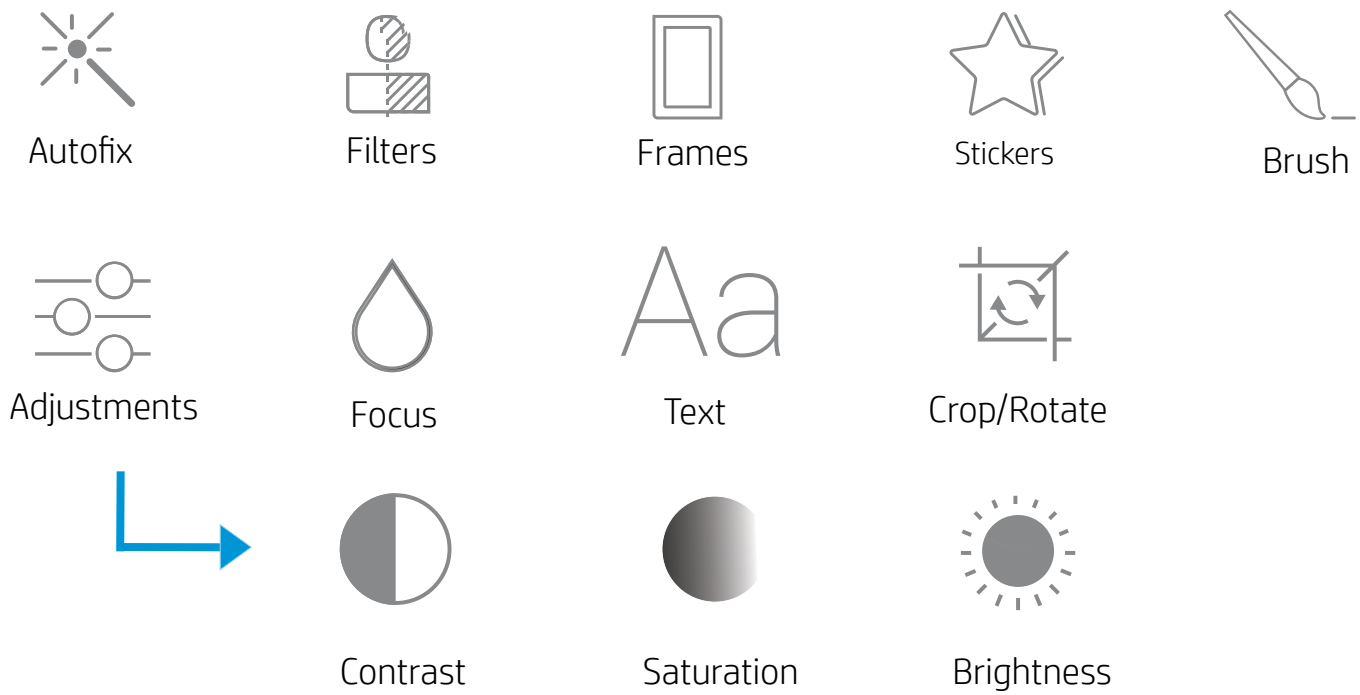 Autofix
Filters
Frames
Stickers
Brush
Adjustments
Focus
Aa
Text
Crop/Rotate
Contrast
Saturation
Brightness